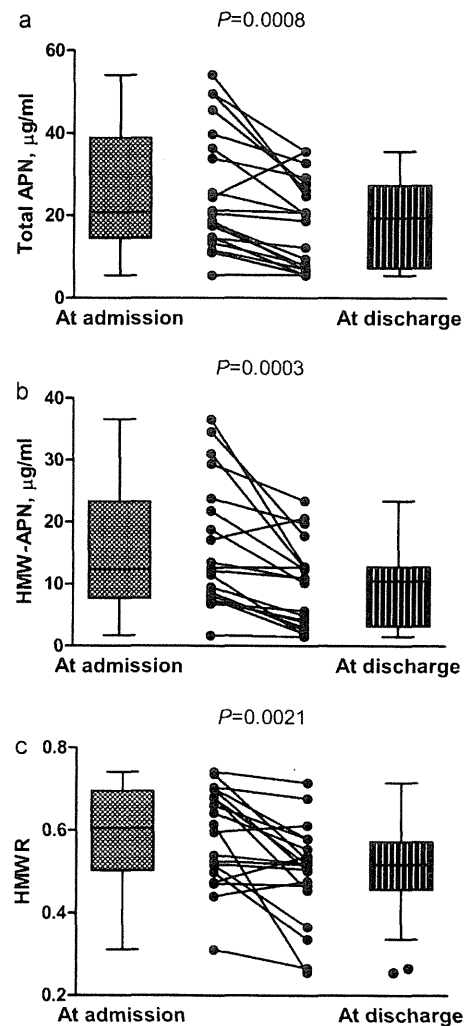 a
P=0.0008
Total APN, µg/ml
60
40
20
0
At admission
At discharge
b
P=0.0003
HMW-APN, µg/ml
40
30
20
10
0
At admission
At discharge
c
P=0.0021
HMWR
0.8
0.6
0.4
0.2
At admission
At discharge